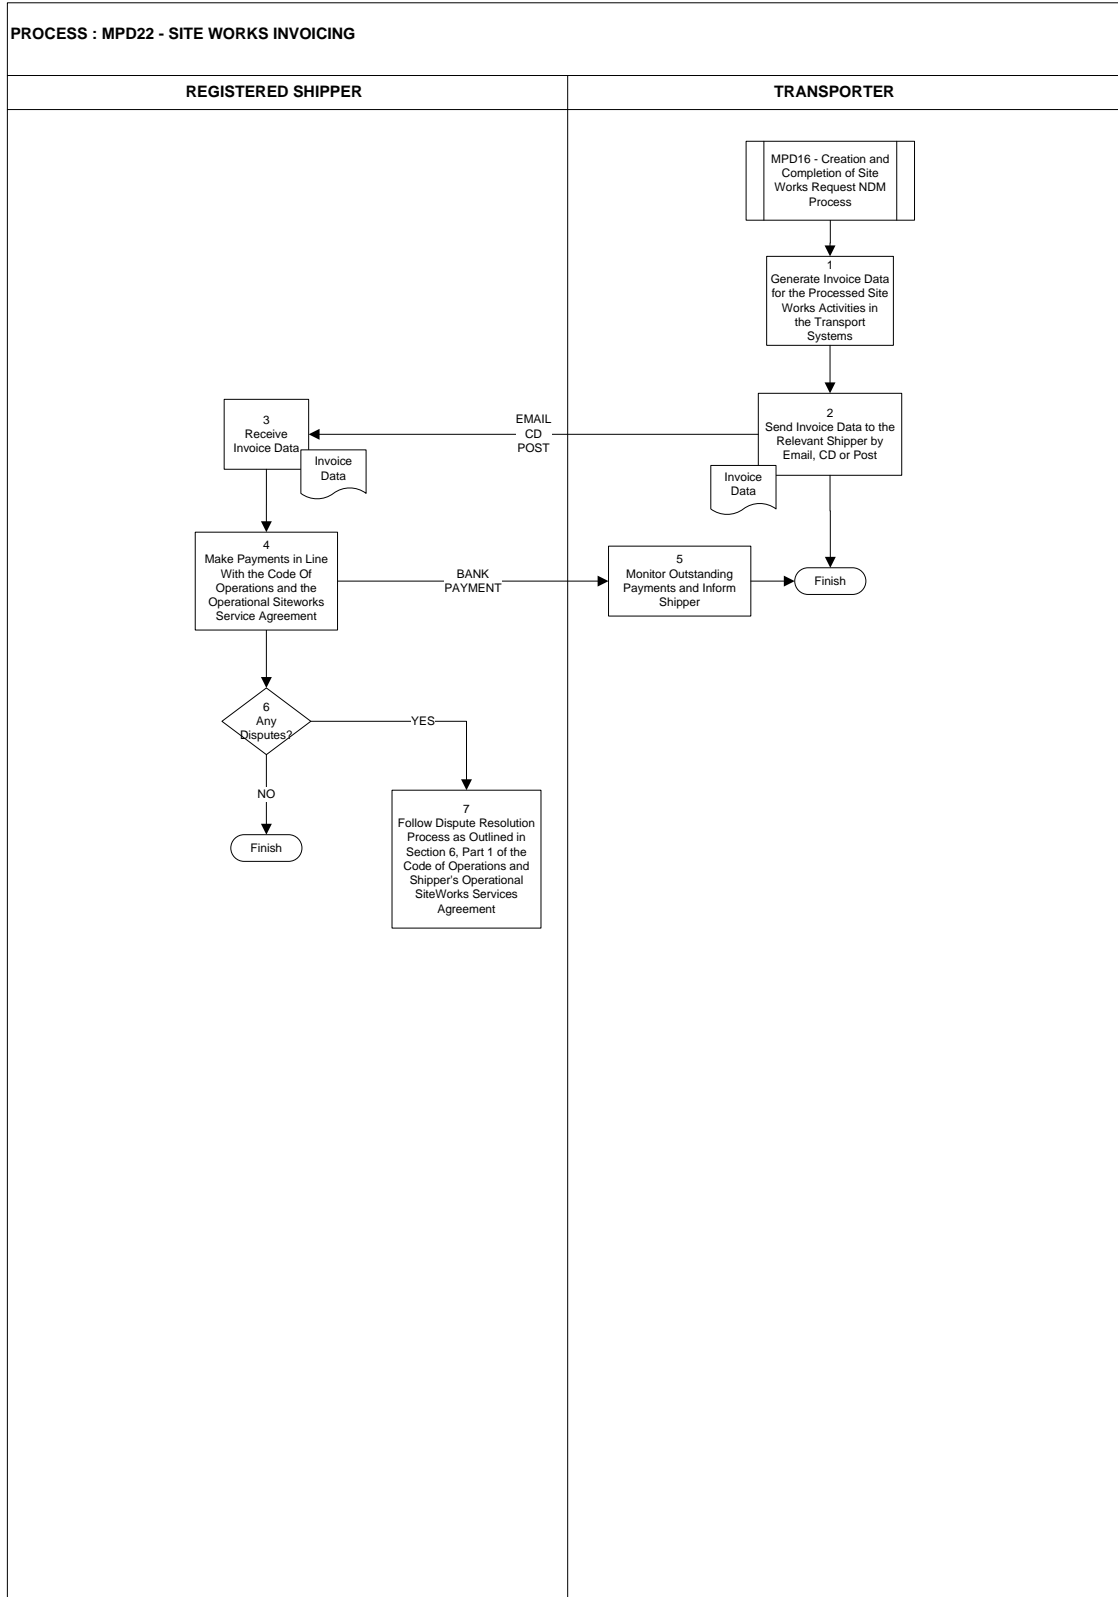 PROCESS : MPD22 - SITE WORKS INVOICING
REGISTERED SHIPPER
TRANSPORTER
MPD16 - Creation and
Completion of Site
Works Request NDM
Process
1
Generate Invoice Data
for the Processed Site
Works Activities in
the Transport
Systems
2
Send Invoice Data to the
Relevant Shipper by
Email, CD or Post
Invoice
Data
EMAIL
CD
POST
3
Receive
Invoice Data
Invoice
Data
4
Make Payments in Line
With the Code Of
Operations and the
Operational Siteworks
Service Agreement
BANK
PAYMENT
5
Monitor Outstanding
Payments and Inform
Shipper
Finish
6
Any
Disputes?
YES
NO
Finish
7
Follow Dispute Resolution
Process as Outlined in
Section 6, Part 1 of the
Code of Operations and
Shipper's Operational
SiteWorks Services
Agreement